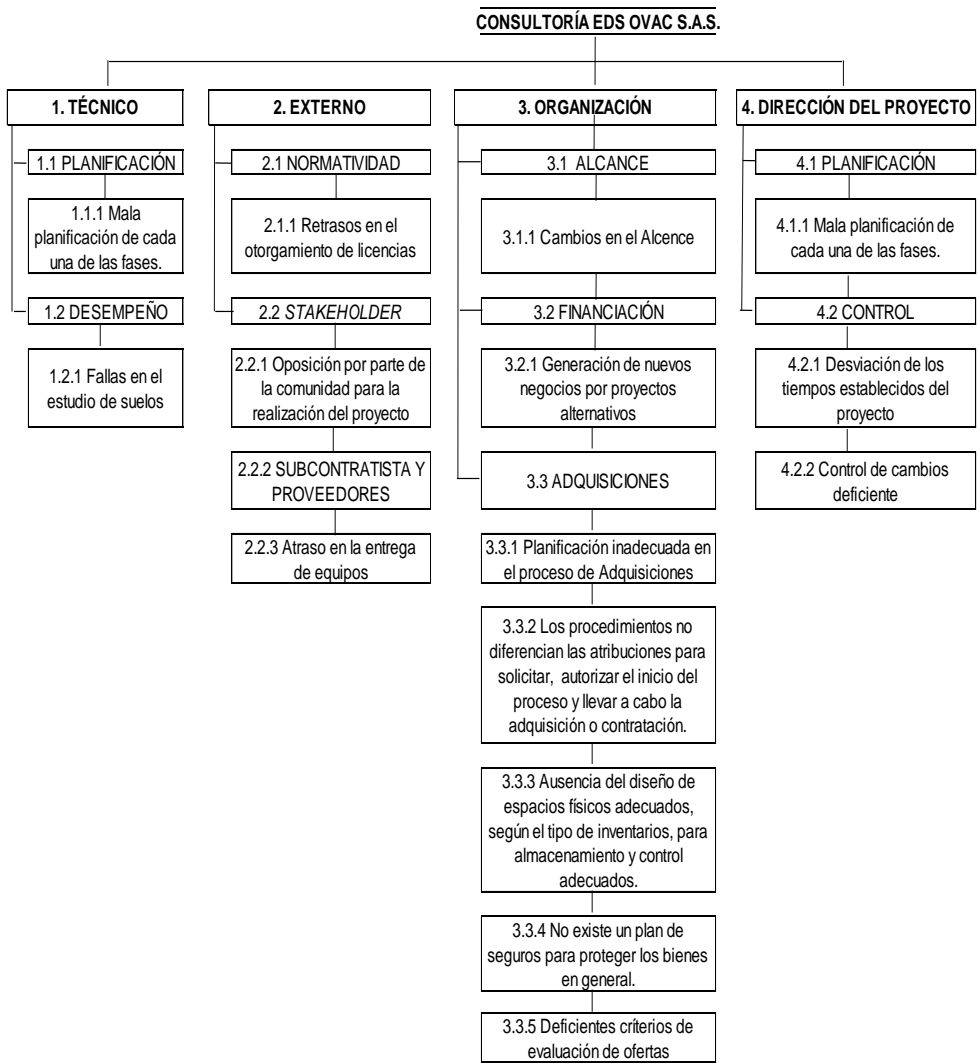 CONSULTORÍA EDS OVAC S.A.S.
1. TÉCNICO
1.1 PLANIFICACIÓN
1.1.1 Mala
planificación de cada
una de las fases.
1.2 DESEMPEÑO
1.2.1 Fallas en el
estudio de suelos
2. EXTERNO
2.1 NORMATIVIDAD
2.1.1 Retrasos en el
otorgamiento de licencias
2.2 STAKEHOLDER
2.2.1 Oposición por parte de
la comunidad para la
realización del proyecto
2.2.2 SUBCONTRATISTA Y
PROVEEDORES
2.2.3 Atraso en la entrega
de equipos
3. ORGANIZACIÓN
3.1 ALCANCE
3.1.1 Cambios en el Alcence
3.2 FINANCIACIÓN
3.2.1 Generación de nuevos
negocios por proyectos
alternativos
3.3 ADQUISICIONES
3.3.1 Planificación inadecuada en
el proceso de Adquisiciones
3.3.2 Los procedimientos no
diferencian las atribuciones para
solicitar, autorizar el inicio del
proceso y llevar a cabo la
adquisición o contratación.
3.3.3 Ausencia del diseño de
espacios físicos adecuados,
según el tipo de inventarios, para
almacenamiento y control
adecuados.
3.3.4 No existe un plan de
seguros para proteger los bienes
en general.
3.3.5 Deficientes críterios de
evaluación de ofertas
4. DIRECCIÓN DEL PROYECTO
4.1 PLANIFICACIÓN
4.1.1 Mala planificación de
cada una de las fases.
4.2 CONTROL
4.2.1 Desviación de los
tiempos establecidos del
proyecto
4.2.2 Control de cambios
deficiente